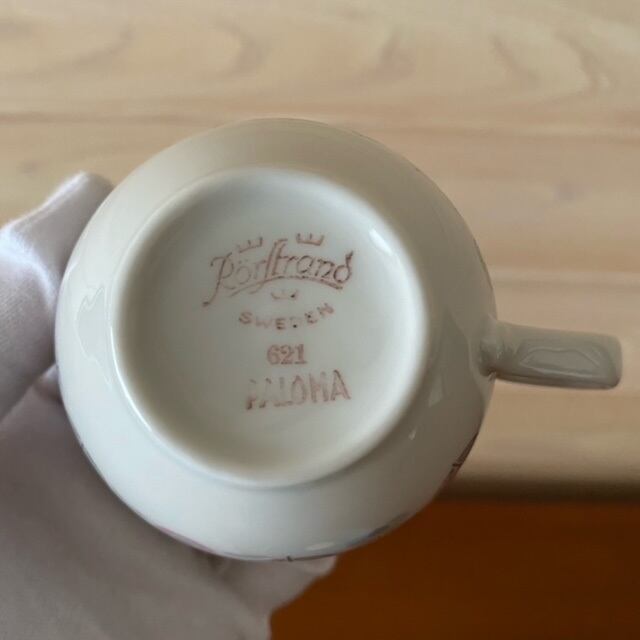 Rörstrand
SWEDEN
621
PALOMA